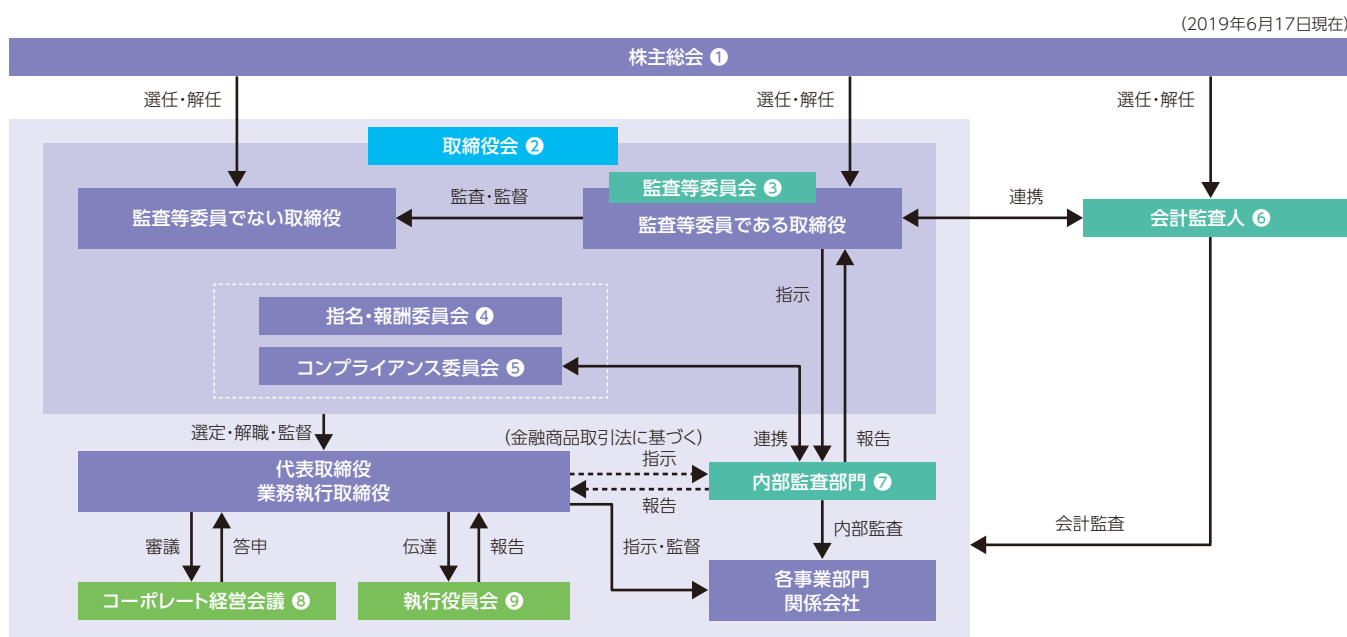 (2019年6月17日現在)
株主総会 ❶
選任・解任
選任・解任
選任・解任
取締役会 ❷
監査等委員会 ❸
監査等委員でない取締役
監査・監督
監査等委員である取締役
連携
会計監査人 ❻
指示
指名・報酬委員会 ❹
コンプライアンス委員会 ❺
選定・解職・監督
(金融商品取引法に基づく)
指示
連携
報告
代表取締役
業務執行取締役
内部監査部門 ❼
報告
内部監査
会計監査
審議
答申
伝達
報告
指示・監督
コーポレート経営会議 ❽
執行役員会 ❾
各事業部門
関係会社